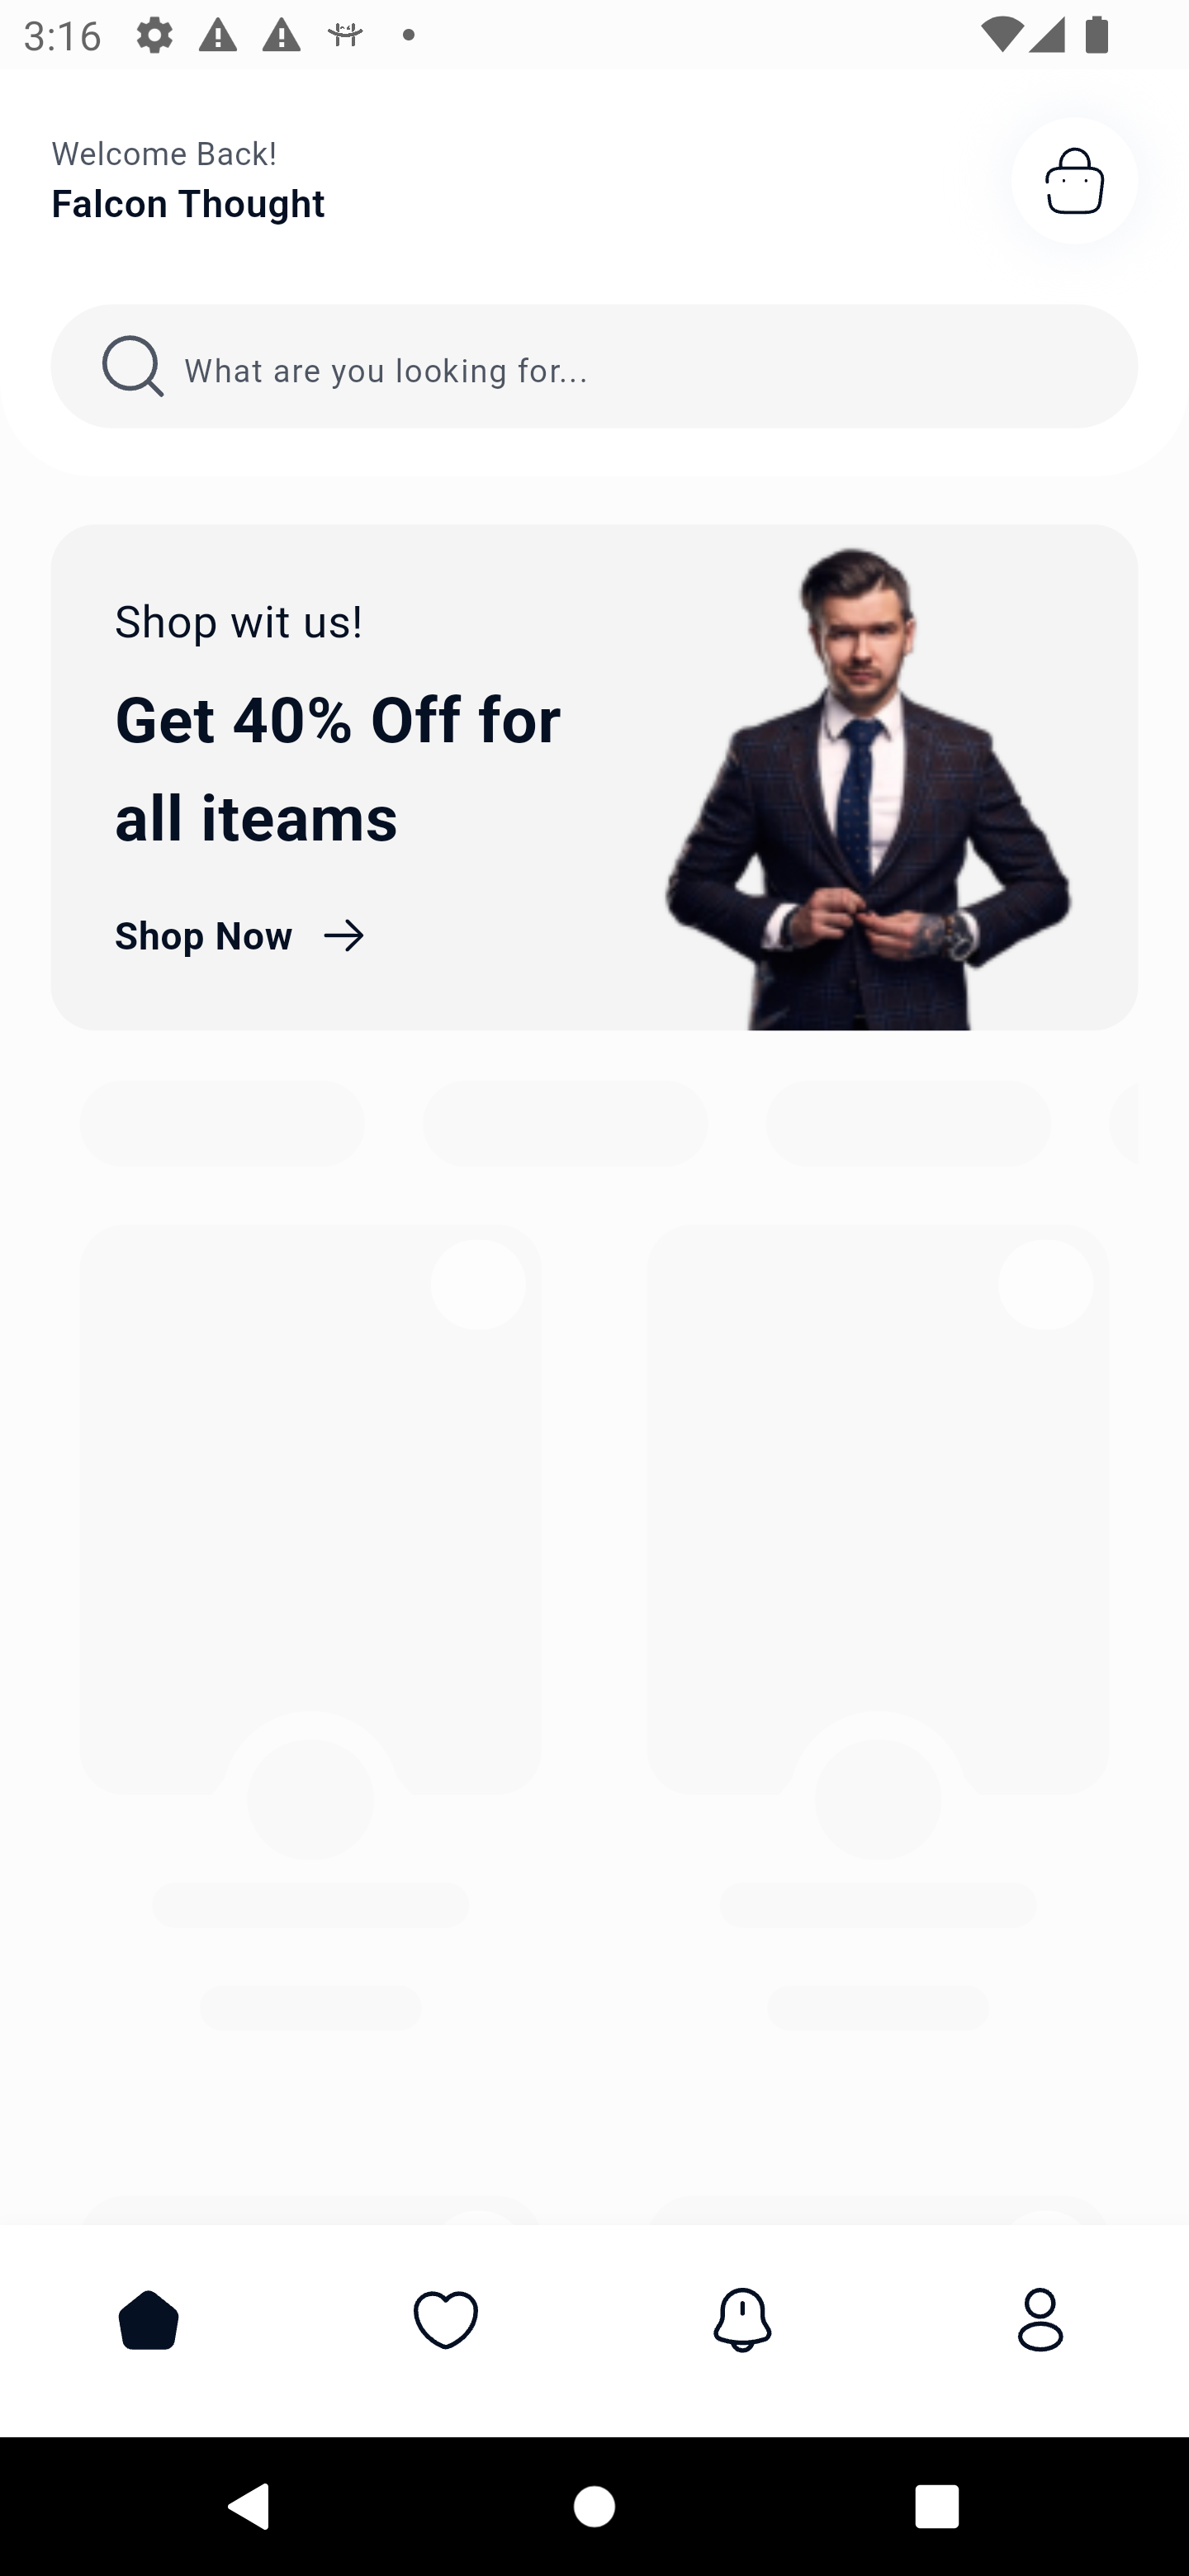 3:16
Welcome Back!
Falcon Thought
What are you looking for...
Shop wit us!
Get 40% Off for
all iteams
Shop Now